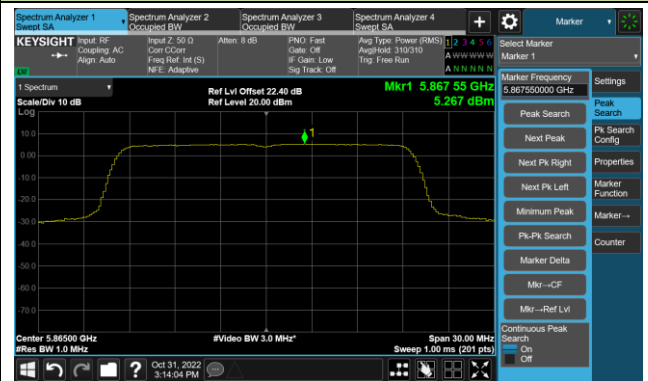 Spectrum Analyzer 1
Swept SA
Spectrum Analyzer 2
Occupied BW
Spectrum Analyzer 3
Occupied BW
Spectrum Analyzer 4
Swept SA
+
Marker
KEYSIGHT
Input: RF
Coupling: AC
Align: Auto
Input Z: 50 Ω
Corr CCorr
Freq Ref: Int (S)
NFE: Adaptive
Atten: 8 dB
PNO: Fast
Gate: Off
IF Gain: Low
Sig Track: Off
Avg Type: Power (RMS)
Avg|Hold: 310/310
Trig: Free Run
1 2 3 4 5 6
A W W W W W
A N N N N N
Select Marker
Marker 1
1 Spectrum
Scale/Div 10 dB
Log
Ref Lvl Offset 22.40 dB
Ref Level 20.00 dBm
Mkr1 5.867 55 GHz
5.267 dBm
1
10.0
0.00
-10.0
-20.0
-30.0
-40.0
-50.0
-60.0
-70.0
Center 5.86500 GHz
#Res BW 1.0 MHz
#Video BW 3.0 MHz*
Span 30.00 MHz
Sweep 1.00 ms (201 pts)
Marker Frequency
5.867550000 GHz
Peak Search
Next Peak
Next Pk Right
Next Pk Left
Minimum Peak
Pk-Pk Search
Marker Delta
Mkr→CF
Mkr→Ref Lvl
Continuous Peak
Search
On
Off
Settings
Peak
Search
Pk Search
Config
Properties
Marker
Function
Marker→
Counter
?
Oct 31, 2022
3:14:04 PM